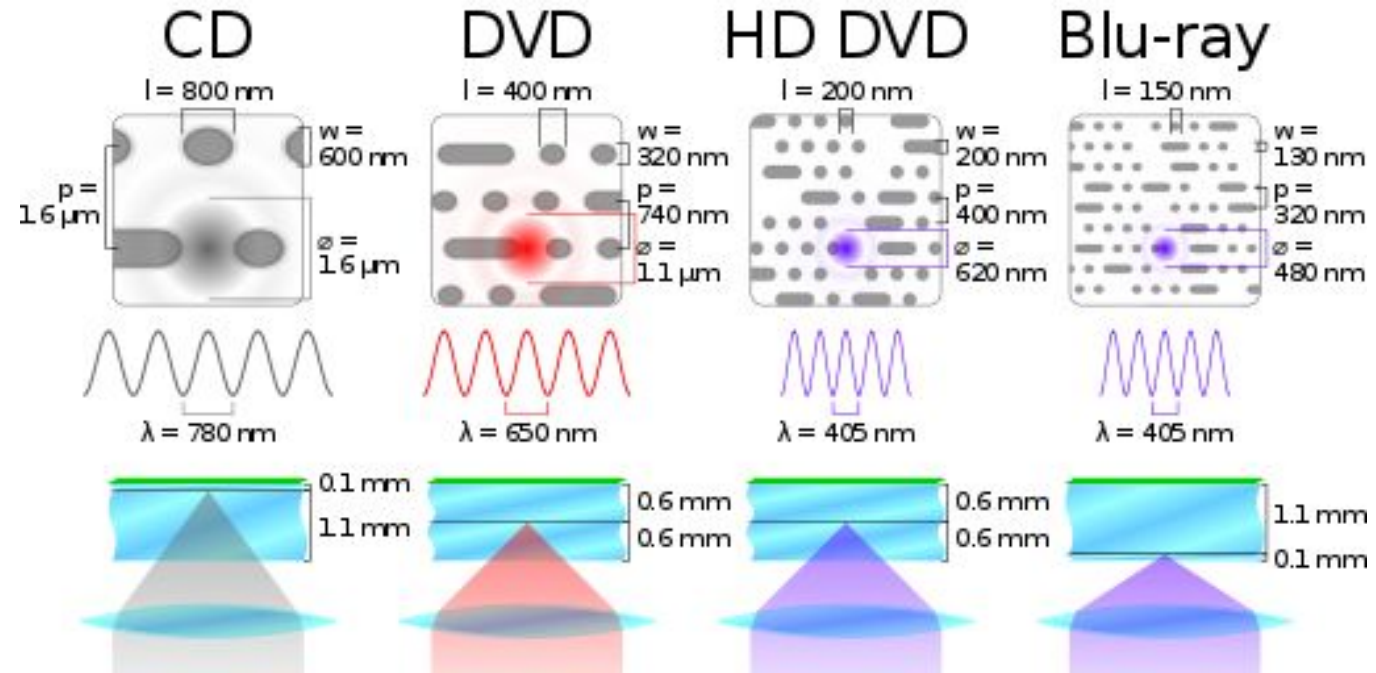 CD
l = 800 nm
w =
600 nm
p =
1.6 µm
ø =
1.6 µm
λ = 780 nm
0.1 mm
1.1 mm
DVD
l = 400 nm
w =
320 nm
p =
740 nm
ø =
1.1 µm
λ = 650 nm
0.6 mm
0.6 mm
HD DVD
l = 200 nm
w =
200 nm
p =
400 nm
ø =
620 nm
λ = 405 nm
0.6 mm
0.6 mm
Blu-ray
l = 150 nm
w =
130 nm
p =
320 nm
ø =
480 nm
λ = 405 nm
1.1 mm
0.1 mm